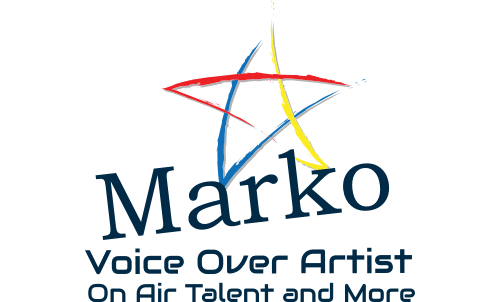 Marko
Voice Over Artist
On Air Talent and More